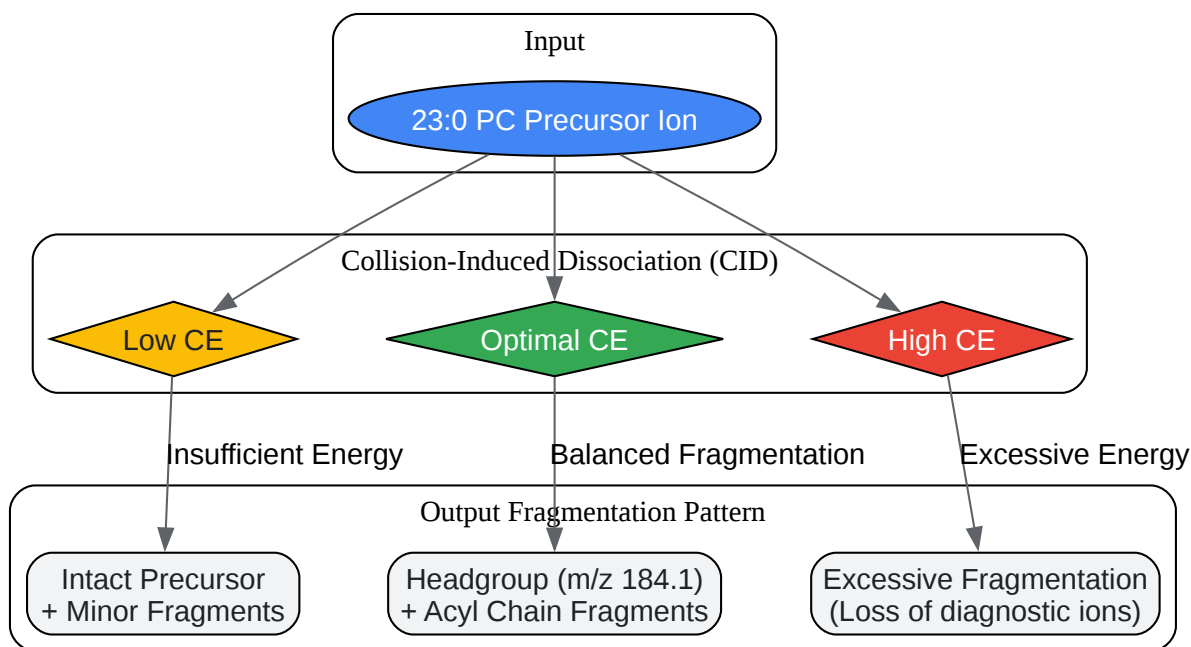 Input
23:0 PC Precursor Ion
Collision-Induced Dissociation (CID)
Low CE
Optimal CE
High CE
Insufficient Energy
Balanced Fragmentation
Excessive Energy
Output Fragmentation Pattern
Intact Precursor
+ Minor Fragments
Headgroup (m/z 184.1)
+ Acyl Chain Fragments
Excessive Fragmentation
(Loss of diagnostic ions)